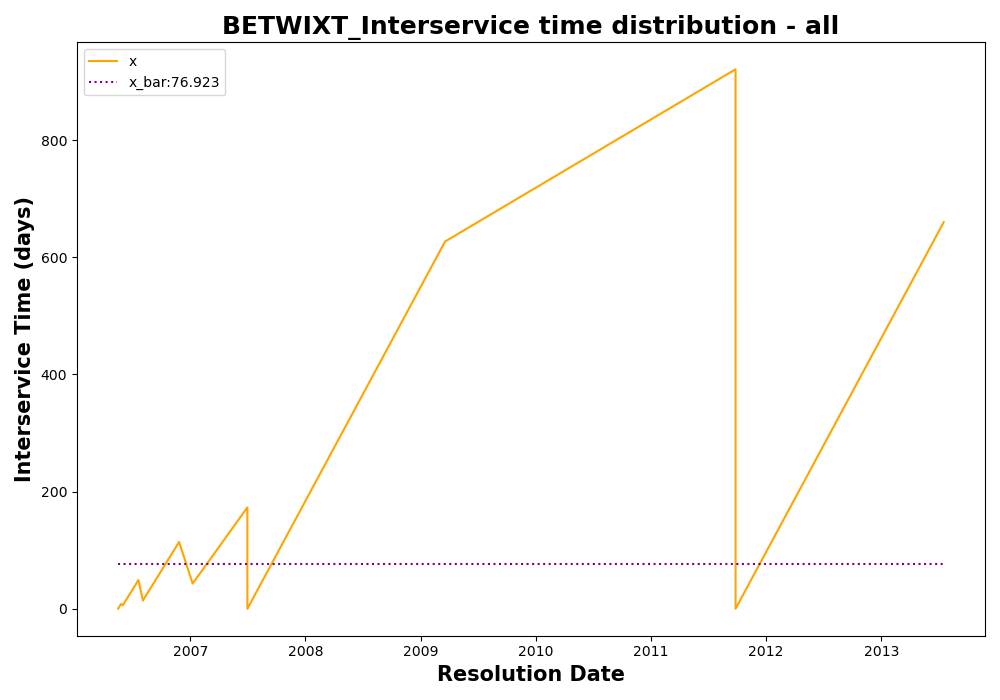 BETWIXT_Interservice time distribution - all
x
x_bar:76.923
Interservice Time (days)
800
600
400
200
0
2007 2008 2009 2010 2011 2012 2013
Resolution Date